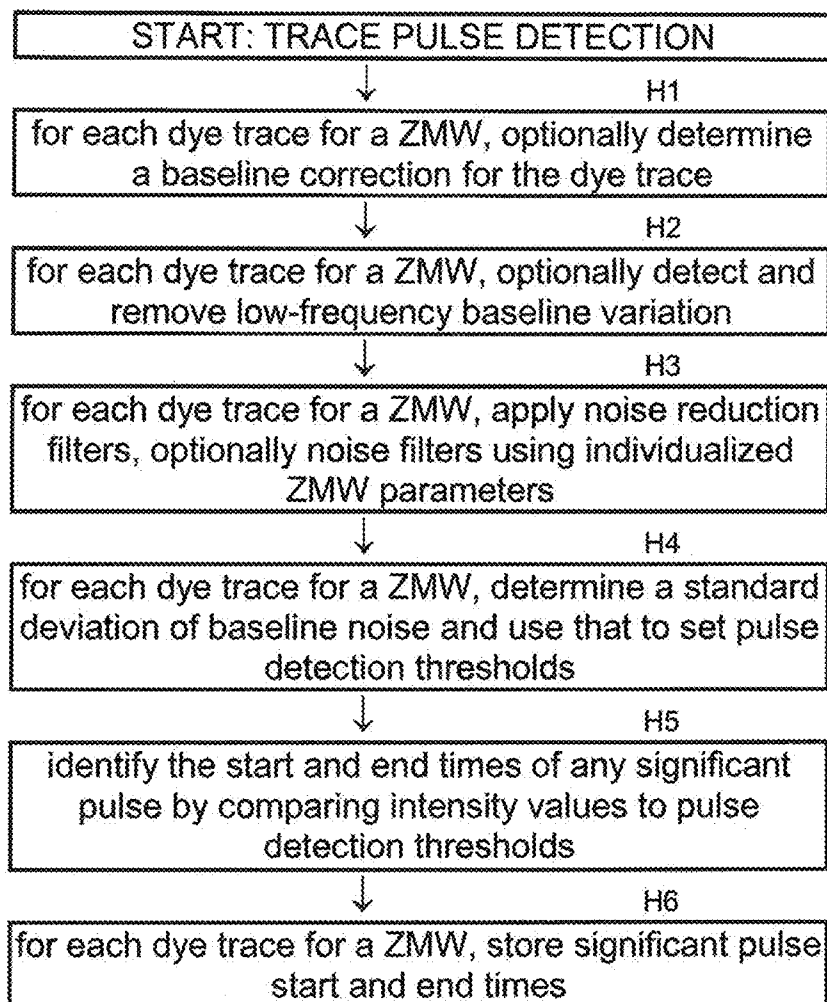 START: TRACE PULSE DETECTION
H1
for each dye trace for a ZMW, optionally determine
a baseline correction for the dye trace
H2
for each dye trace for a ZMW, optionally detect and
remove low-frequency baseline variation
H3
for each dye trace for a ZMW, apply noise reduction
filters, optionally noise filters using individualized
ZMW parameters
H4
for each dye trace for a ZMW, determine a standard
deviation of baseline noise and use that to set pulse
detection thresholds
H5
identify the start and end times of any significant
pulse by comparing intensity values to pulse
detection thresholds
H6
for each dye trace for a ZMW, store significant pulse
start and end times